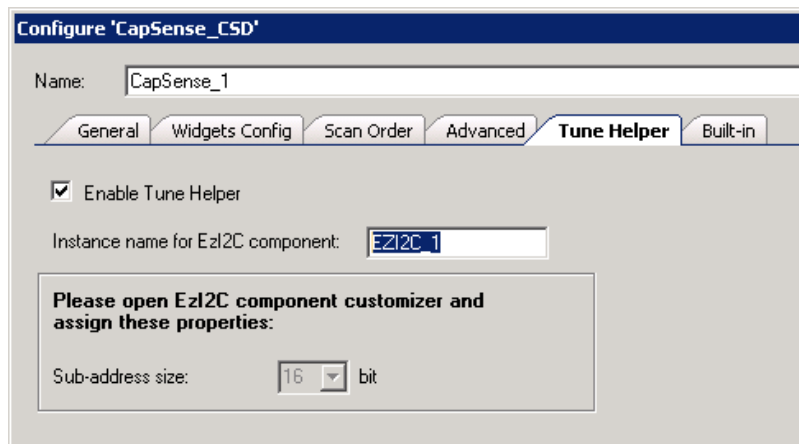 Configure 'CapSense_CSD'
Name: CapSense_1
General Widgets Config Scan Order Advanced Tune Helper Built-in
Enable Tune Helper
Instance name for EzI2C component: EZI2C_1
Please open EzI2C component customizer and
assign these properties:
Sub-address size: 16 bit